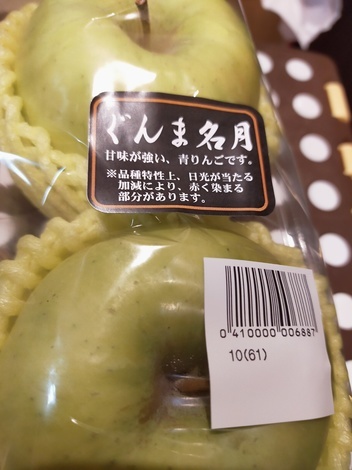 ぐんま名月
甘味が強い、青りんごです。
※品種特性上、日光が当たる
加減により、赤く染まる
部分があります。
0 410000 006887
10(61)